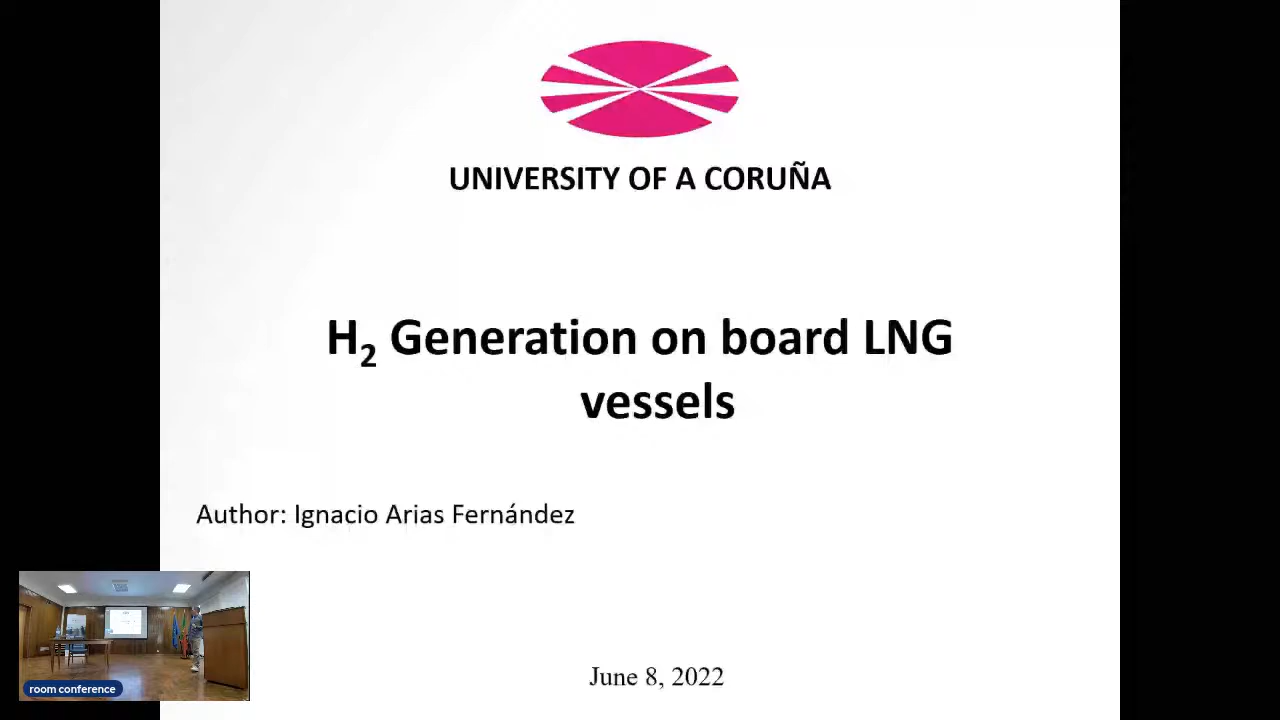 UNIVERSITY OF A CORUÑA
H₂ Generation on board LNG
vessels
Author: Ignacio Arias Fernández
June 8, 2022
room conference